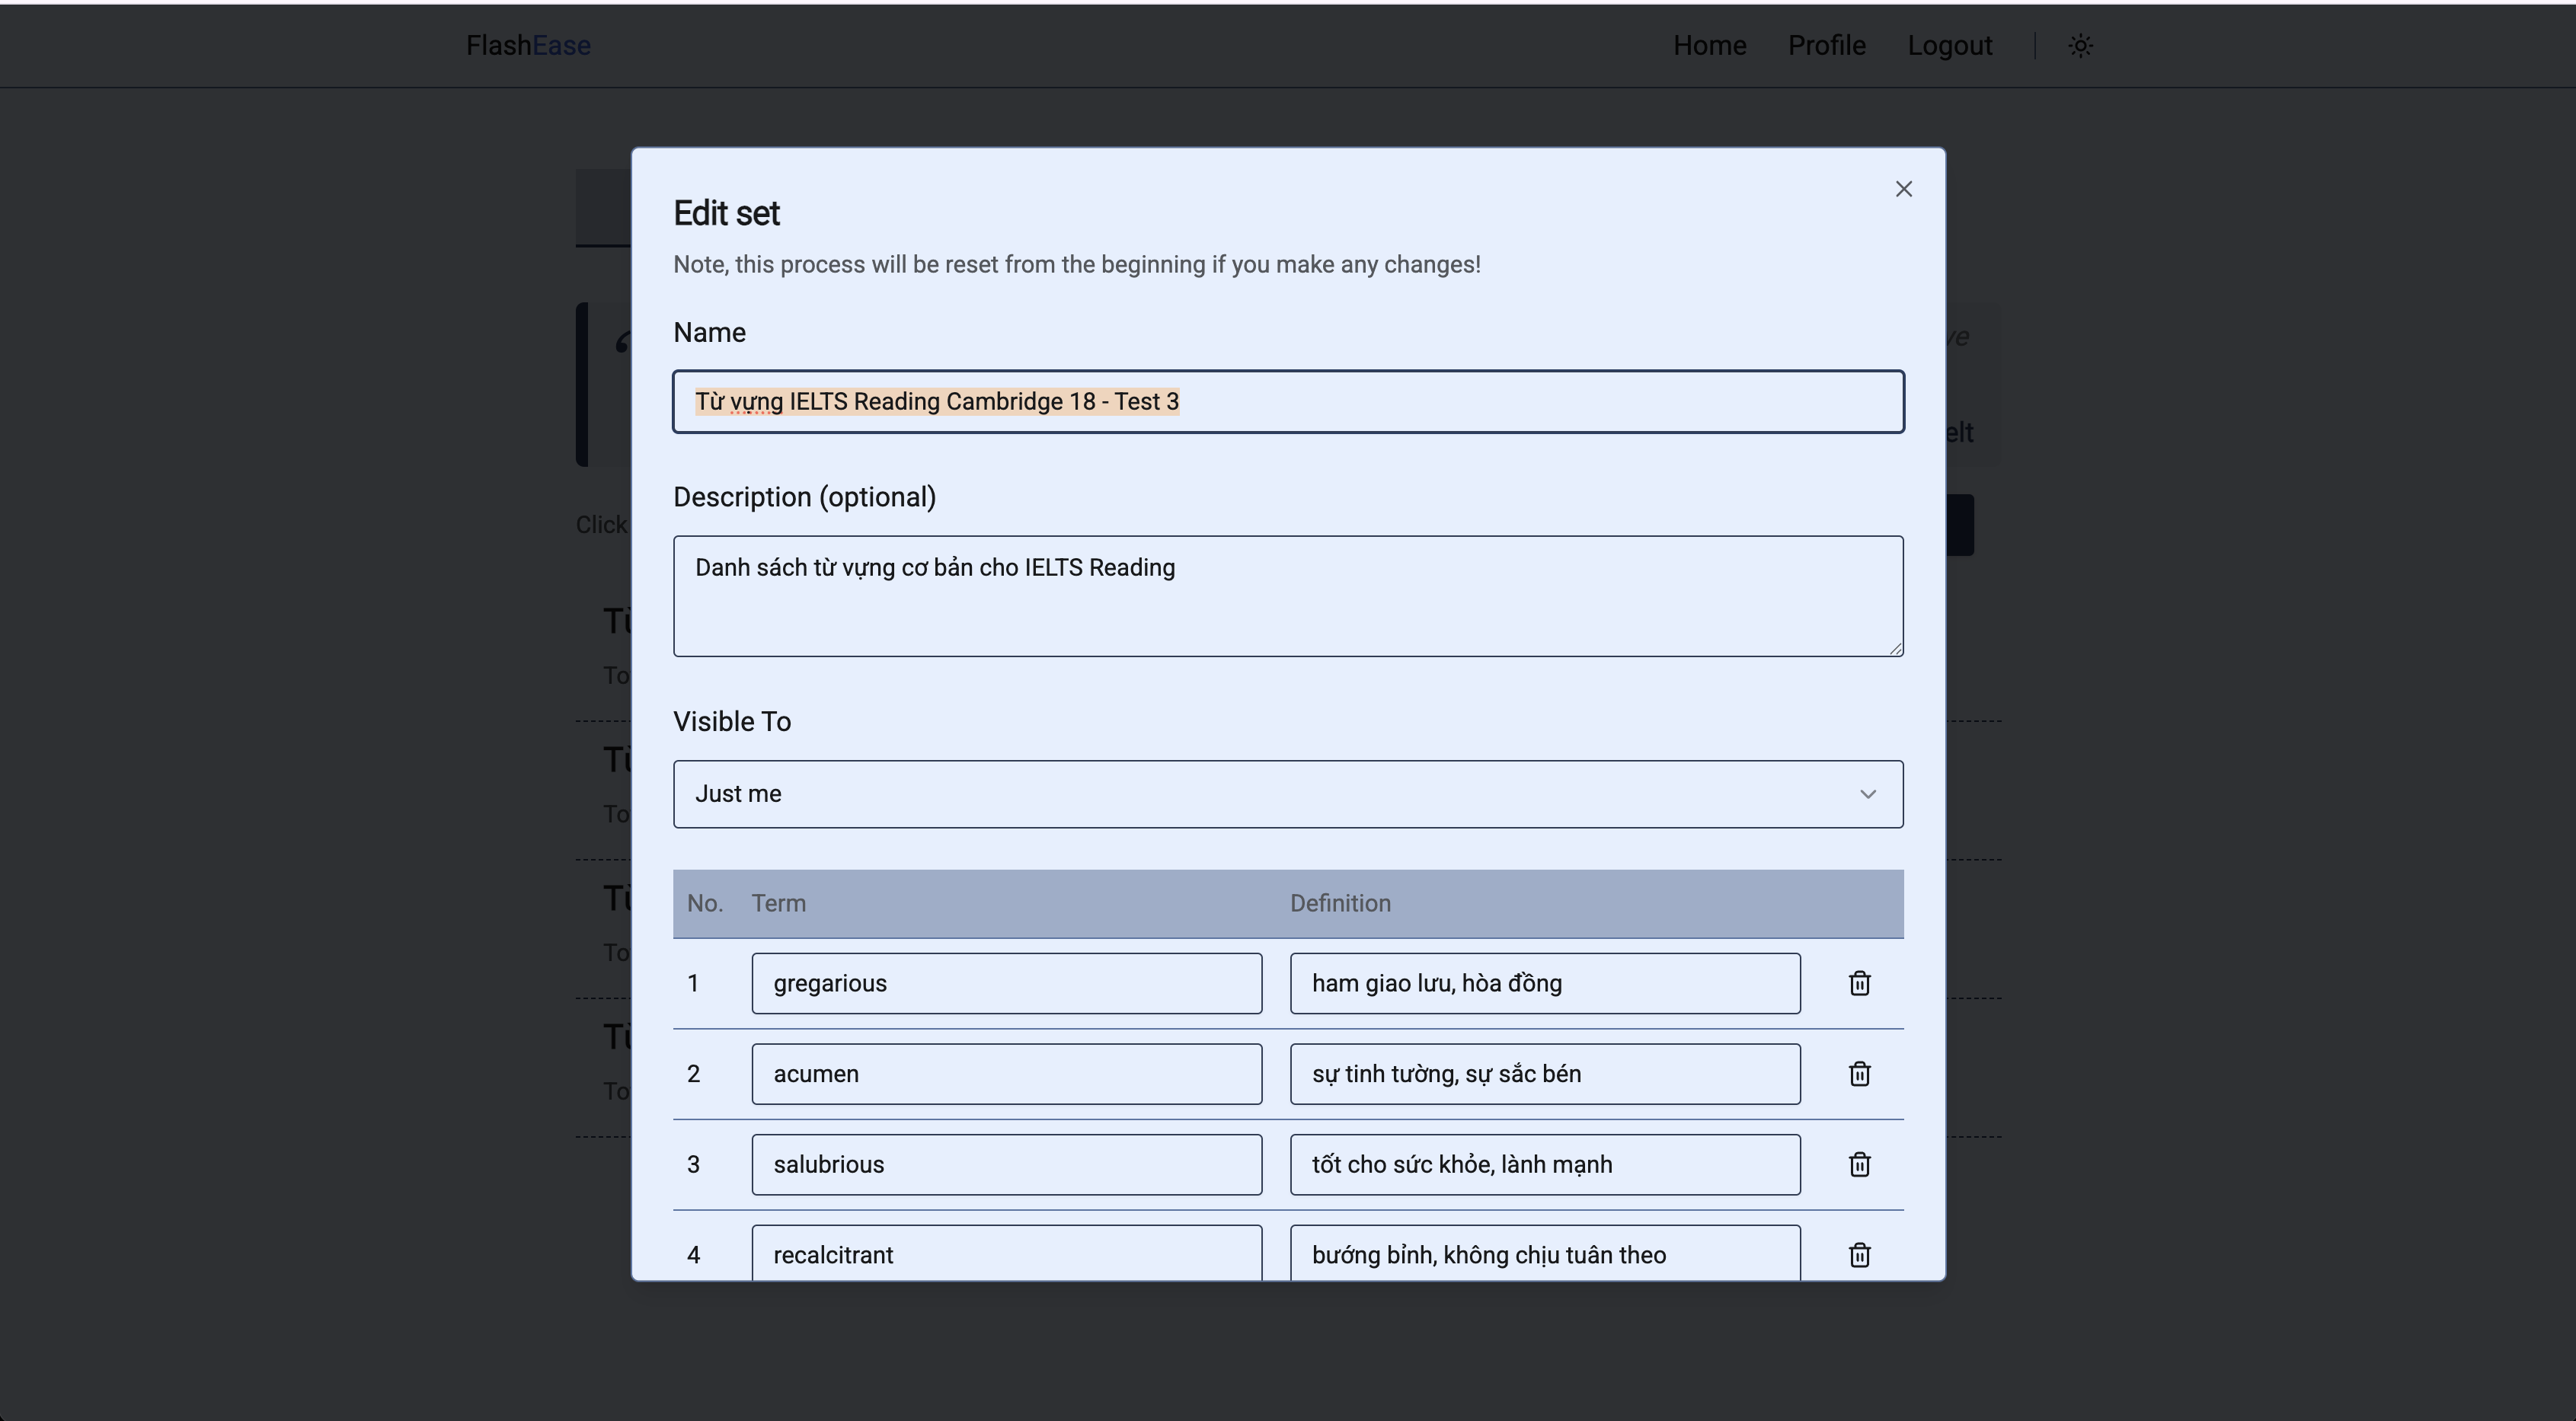 FlashEase
Home Profile Logout
Edit set
Note, this process will be reset from the beginning if you make any changes!
Name
Từ vựng IELTS Reading Cambridge 18 - Test 3
Description (optional)
Danh sách từ vựng cơ bản cho IELTS Reading
Click
Visible To
Just me
No. Term Definition
1 gregarious ham giao lưu, hòa đồng
2 acumen sự tinh tường, sự sắc bén
3 salubrious tốt cho sức khỏe, lành mạnh
4 recalcitrant bướng bỉnh, không chịu tuân theo